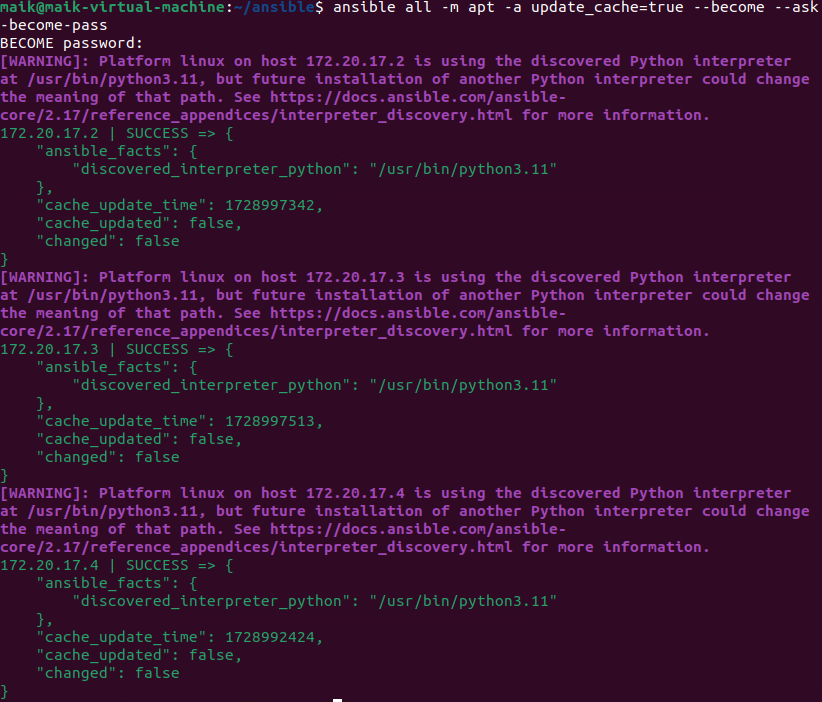 maik@maik-virtual-machine:~/ansible$ ansible all -m apt -a update_cache=true --become --ask
-become-pass
BECOME password:
[WARNING]: Platform linux on host 172.20.17.2 is using the discovered Python interpreter
at /usr/bin/python3.11, but future installation of another Python interpreter could change
the meaning of that path. See https://docs.ansible.com/ansible-
core/2.17/reference_appendices/interpreter_discovery.html for more information.
172.20.17.2 | SUCCESS => {
    "ansible_facts": {
        "discovered_interpreter_python": "/usr/bin/python3.11"
    },
    "cache_update_time": 1728997342,
    "cache_updated": false,
    "changed": false
}
[WARNING]: Platform linux on host 172.20.17.3 is using the discovered Python interpreter
at /usr/bin/python3.11, but future installation of another Python interpreter could change
the meaning of that path. See https://docs.ansible.com/ansible-
core/2.17/reference_appendices/interpreter_discovery.html for more information.
172.20.17.3 | SUCCESS => {
    "ansible_facts": {
        "discovered_interpreter_python": "/usr/bin/python3.11"
    },
    "cache_update_time": 1728997513,
    "cache_updated": false,
    "changed": false
}
[WARNING]: Platform linux on host 172.20.17.4 is using the discovered Python interpreter
at /usr/bin/python3.11, but future installation of another Python interpreter could change
the meaning of that path. See https://docs.ansible.com/ansible-
core/2.17/reference_appendices/interpreter_discovery.html for more information.
172.20.17.4 | SUCCESS => {
    "ansible_facts": {
        "discovered_interpreter_python": "/usr/bin/python3.11"
    },
    "cache_update_time": 1728992424,
    "cache_updated": false,
    "changed": false
}